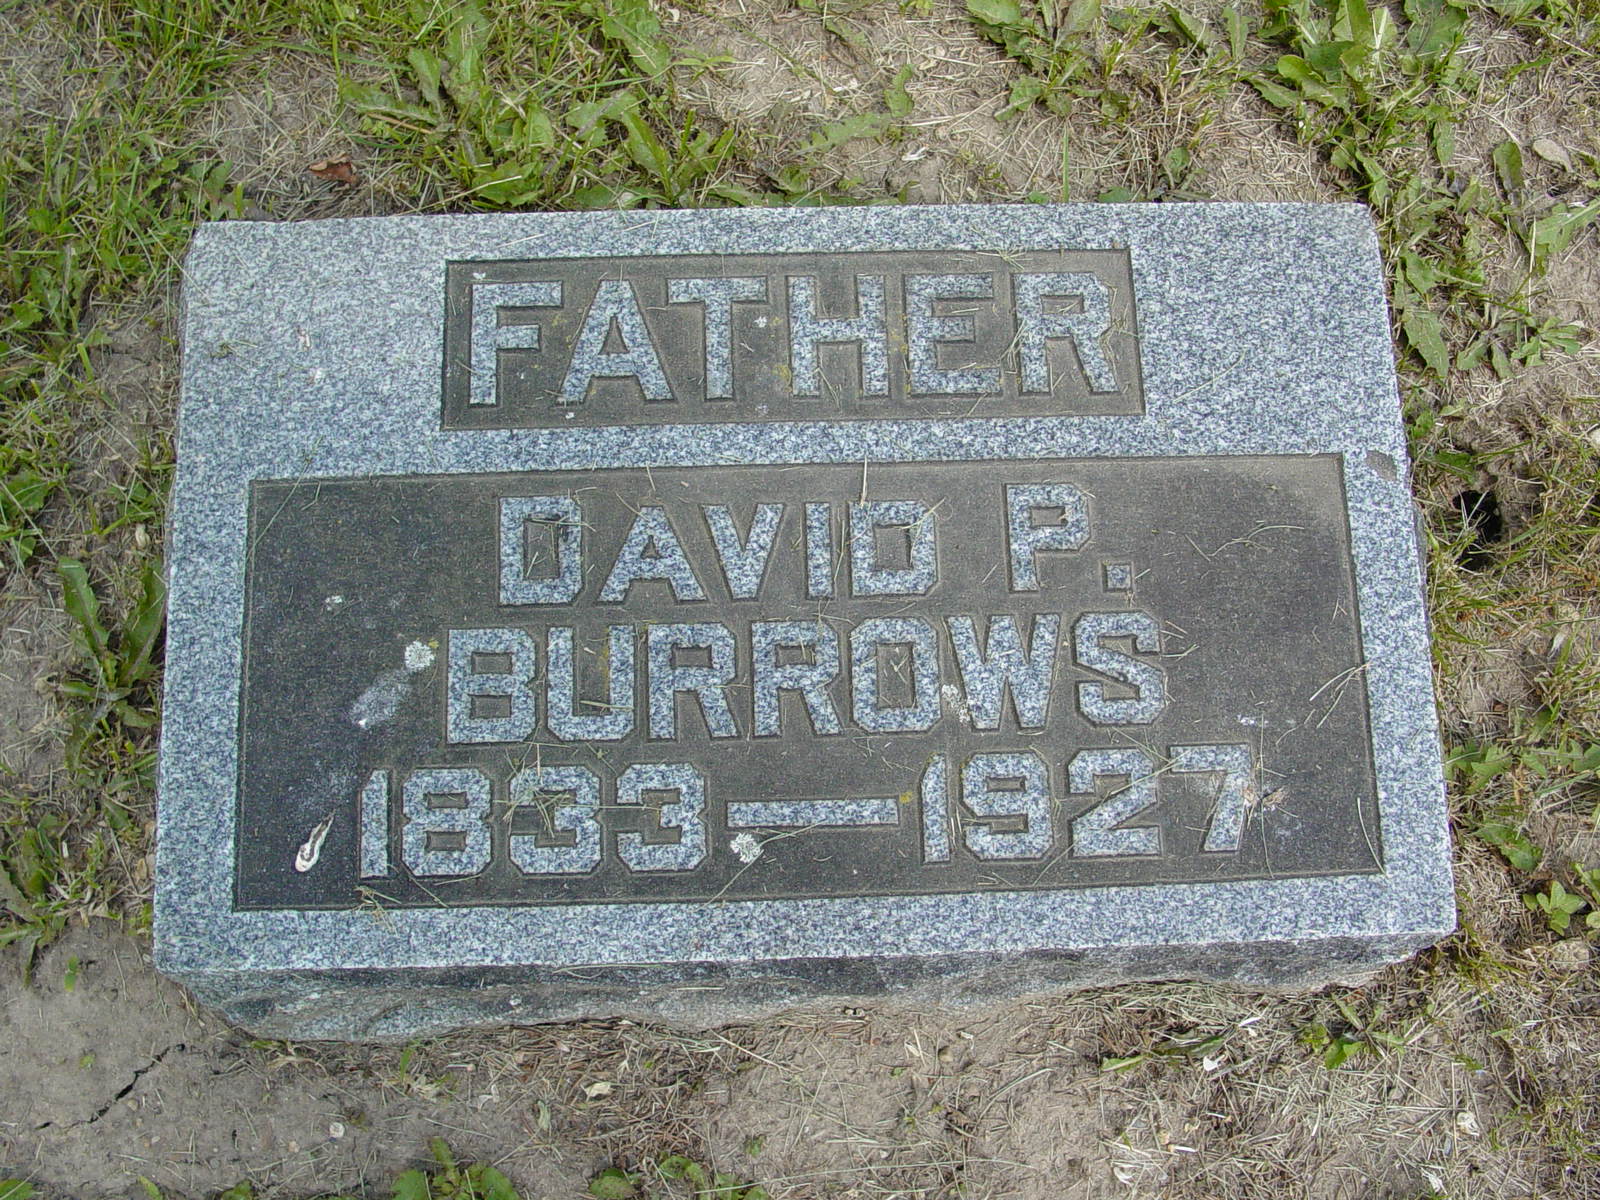 FATHER
DAVID P.
BURROWS
1833—1927